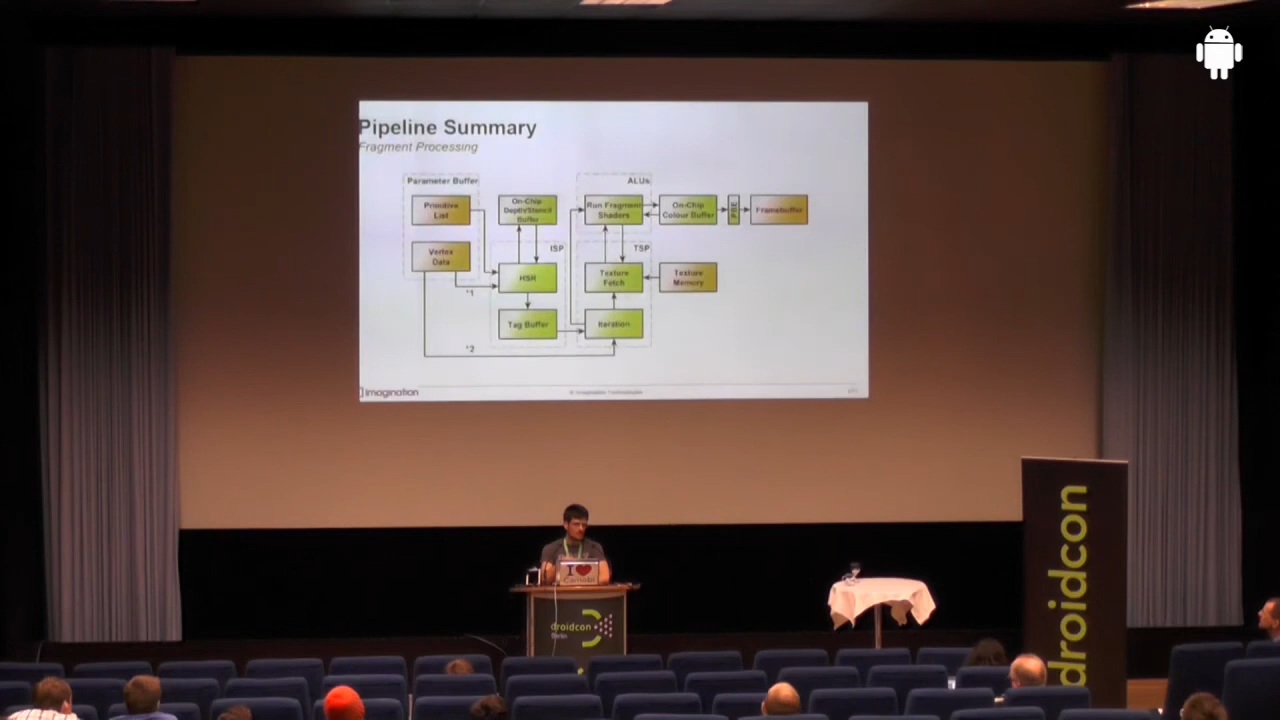 Pipeline Summary
Fragment Processing
Parameter Buffer
Primitive
List
Vertex
Data
On-Chip
Depth/Stencil
Buffer
ISP
HSR
Tag Buffer
*1
*2
ALUs
Run Fragment
Shaders
TSP
Texture
Fetch
Iteration
On-Chip
Colour Buffer
PBE
Framebuffer
Texture
Memory
imagination
© Imagination Technologies
I
droidcon
Berlin
droidcon